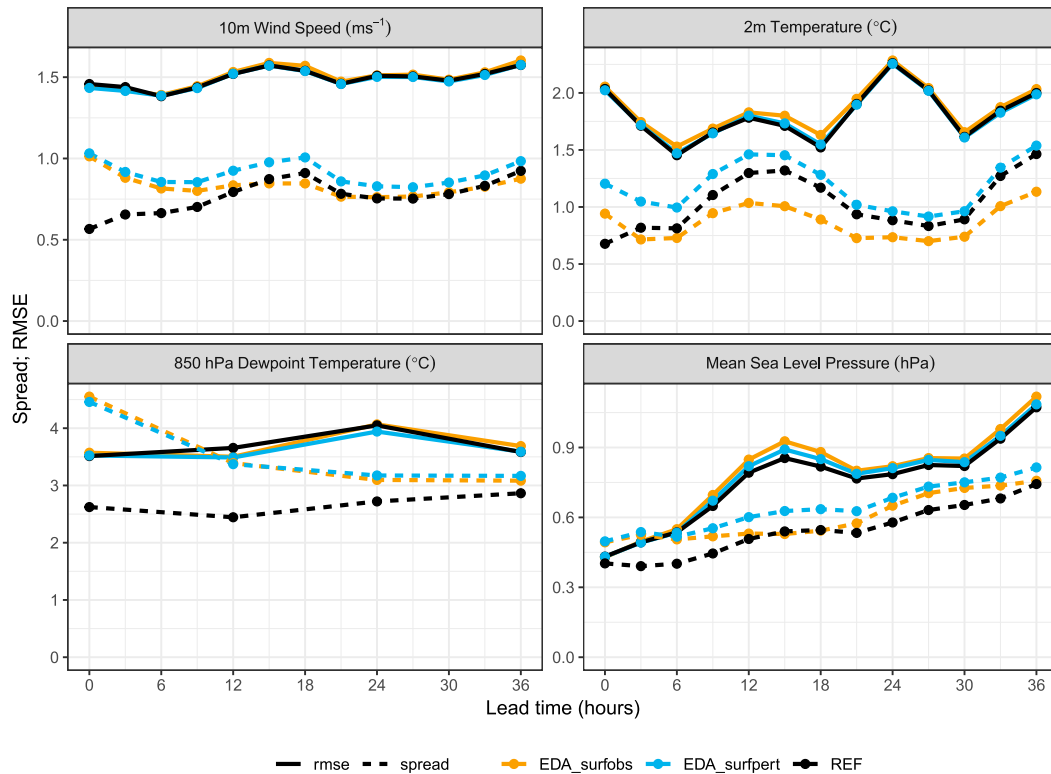 10m Wind Speed (ms⁻¹)
2m Temperature (°C)
1.5
1.0
0.5
0.0
2.0
1.5
1.0
0.5
0.0
Spread; RMSE
850 hPa Dewpoint Temperature (°C)
Mean Sea Level Pressure (hPa)
4
3
2
1
0
0.9
0.6
0.3
0.0
0 6 12 18 24 30 36
0 6 12 18 24 30 36
Lead time (hours)
rmse spread EDA_surfobs EDA_surfpert REF